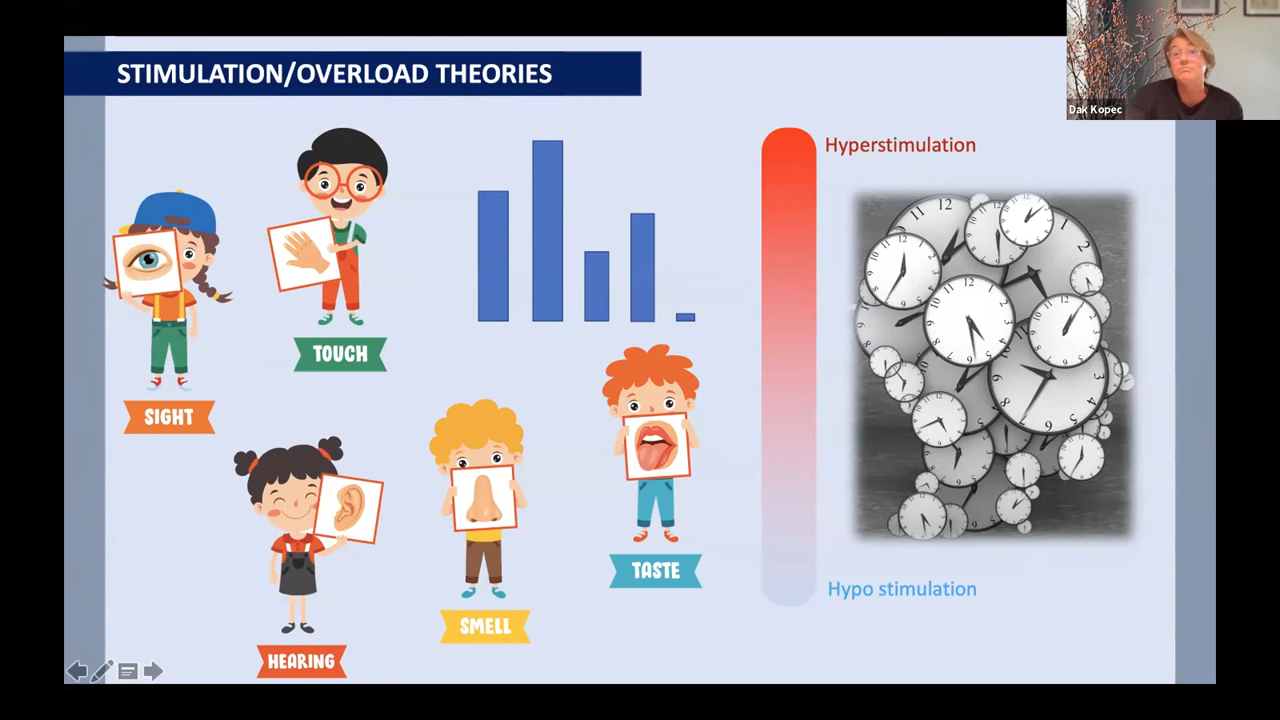 STIMULATION/OVERLOAD THEORIES
Dak Kopec
Hyperstimulation
TOUCH
SIGHT
TASTE
Hypo stimulation
SMELL
HEARING